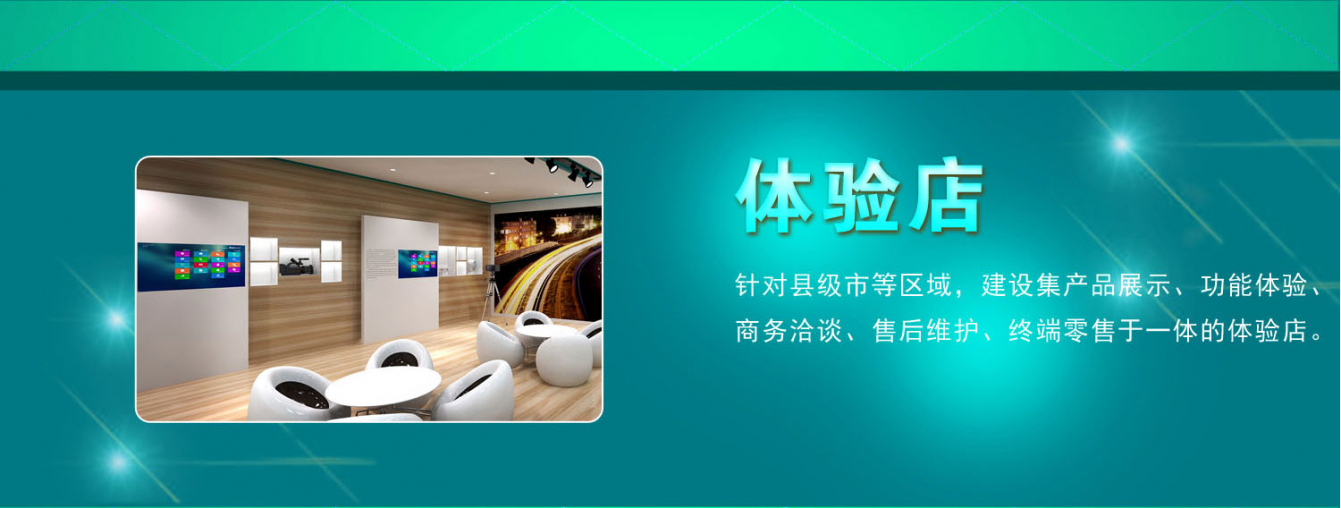 体验店
针对县级市等区域，建设集产品展示、功能体验、
商务洽谈、售后维护、终端零售于一体的体验店。